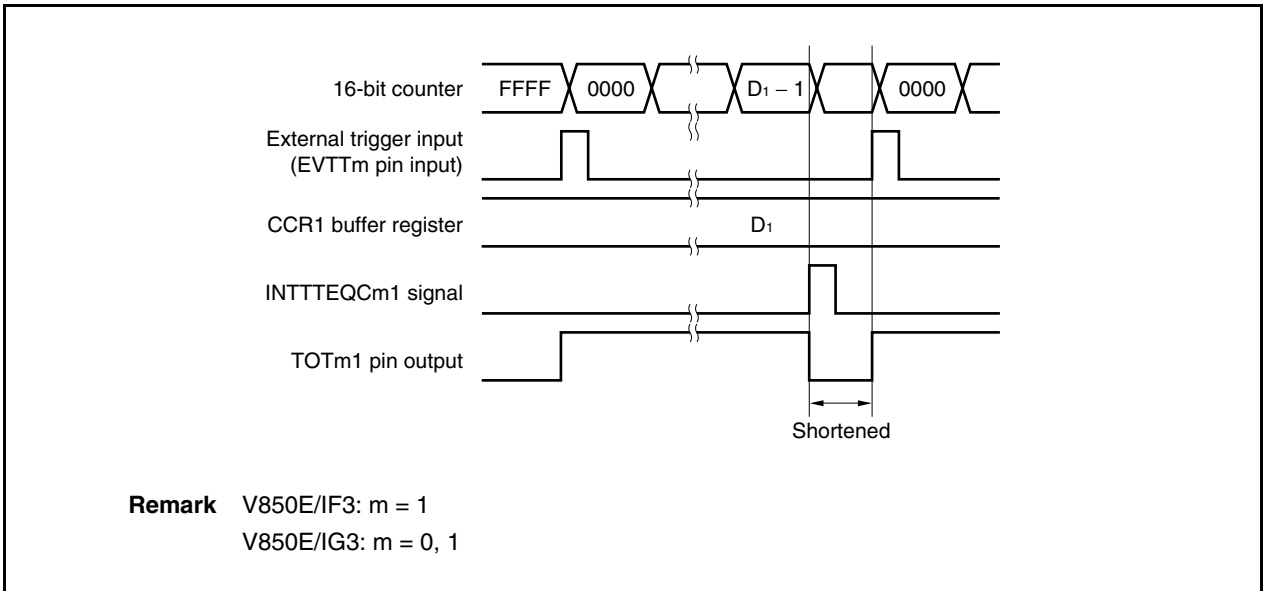 16-bit counter FFFF 0000 D₁ – 1 0000
External trigger input
(EVTTm pin input)
CCR1 buffer register D₁
INTTTEQCm1 signal
TOTm1 pin output
Shortened
Remark V850E/IF3: m = 1
V850E/IG3: m = 0, 1